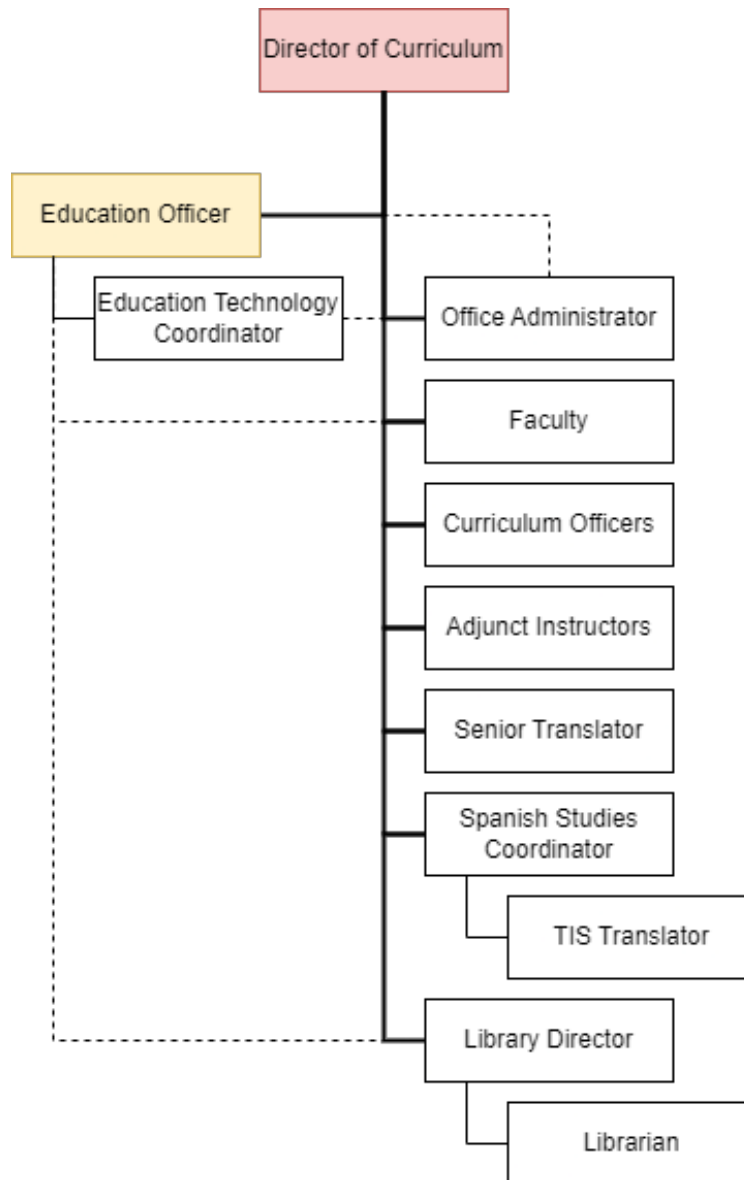 Director of Curriculum
Education Officer
Education Technology
Coordinator
Office Administrator
Faculty
Curriculum Officers
Adjunct Instructors
Senior Translator
Spanish Studies
Coordinator
TIS Translator
Library Director
Librarian